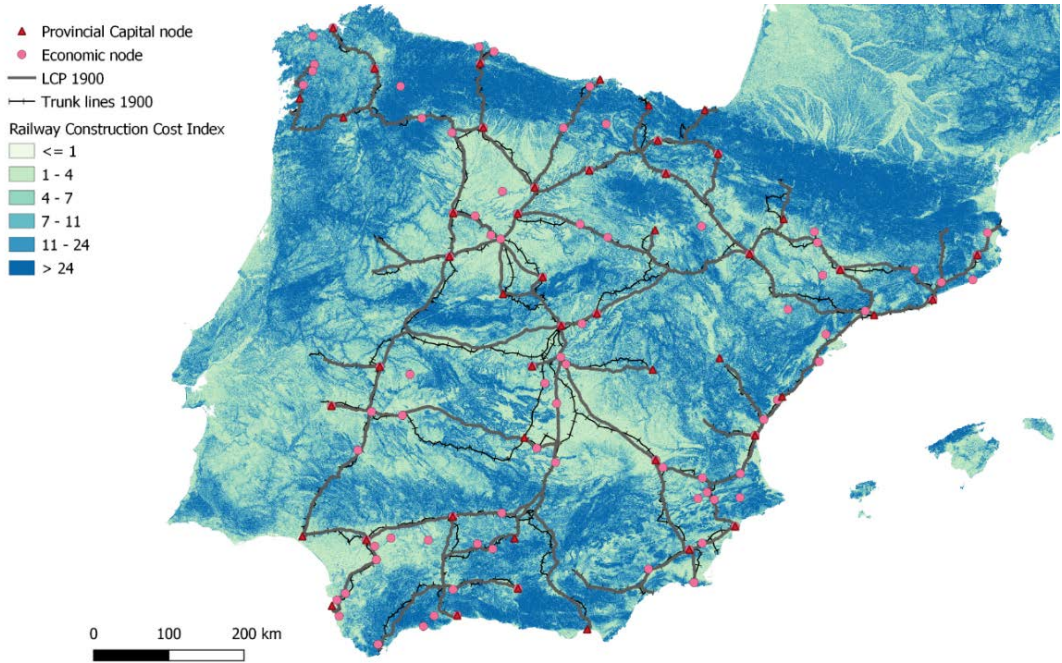 Provincial Capital node
Economic node
LCP 1900
Trunk lines 1900
Railway Construction Cost Index
<= 1
1 - 4
4 - 7
7 - 11
11 - 24
> 24
0 100 200 km